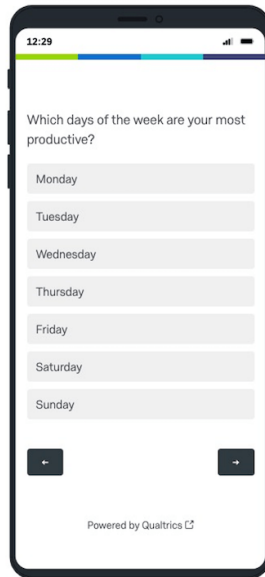 12:29
Which days of the week are your most
productive?
Monday
Tuesday
Wednesday
Thursday
Friday
Saturday
Sunday
← →
Powered by Qualtrics